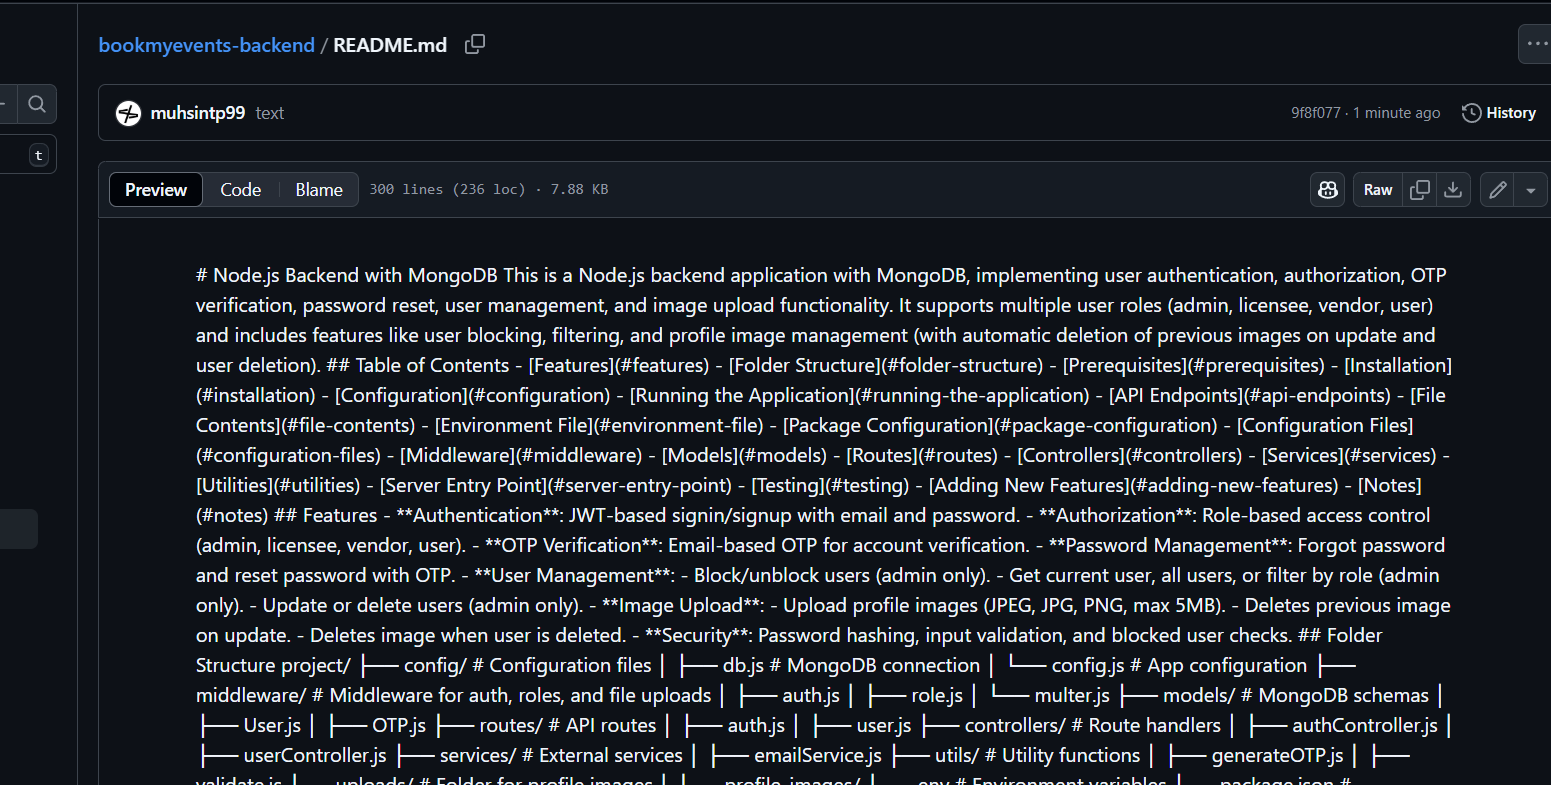 bookmyevents-backend / README.md
muhsintp99 text
9f8f077 · 1 minute ago
History
t
Preview
Code
Blame
300 lines (236 loc) · 7.88 KB
Raw
# Node.js Backend with MongoDB This is a Node.js backend application with MongoDB, implementing user authentication, authorization, OTP
verification, password reset, user management, and image upload functionality. It supports multiple user roles (admin, licensee, vendor, user)
and includes features like user blocking, filtering, and profile image management (with automatic deletion of previous images on update and
user deletion). ## Table of Contents - [Features](#features) - [Folder Structure](#folder-structure) - [Prerequisites](#prerequisites) - [Installation]
(#installation) - [Configuration](#configuration) - [Running the Application](#running-the-application) - [API Endpoints](#api-endpoints) - [File
Contents](#file-contents) - [Environment File](#environment-file) - [Package Configuration](#package-configuration) - [Configuration Files]
(#configuration-files) - [Middleware](#middleware) - [Models](#models) - [Routes](#routes) - [Controllers](#controllers) - [Services](#services) -
[Utilities](#utilities) - [Server Entry Point](#server-entry-point) - [Testing](#testing) - [Adding New Features](#adding-new-features) - [Notes]
(#notes) ## Features - **Authentication**: JWT-based signin/signup with email and password. - **Authorization**: Role-based access control
(admin, licensee, vendor, user). - **OTP Verification**: Email-based OTP for account verification. - **Password Management**: Forgot password
and reset password with OTP. - **User Management**: - Block/unblock users (admin only). - Get current user, all users, or filter by role (admin
only). - Update or delete users (admin only). - **Image Upload**: - Upload profile images (JPEG, JPG, PNG, max 5MB). - Deletes previous image
on update. - Deletes image when user is deleted. - **Security**: Password hashing, input validation, and blocked user checks. ## Folder
Structure project/ ├── config/ # Configuration files │ ├── db.js # MongoDB connection │ └── config.js # App configuration ├──
middleware/ # Middleware for auth, roles, and file uploads │ ├── auth.js │ ├── role.js │ └── multer.js ├── models/ # MongoDB schemas │
├── User.js │ ├── OTP.js ├── routes/ # API routes │ ├── auth.js │ ├── user.js ├── controllers/ # Route handlers │ ├── authController.js │
├── userController.js ├── services/ # External services │ ├── emailService.js ├── utils/ # Utility functions │ ├── generateOTP.js │ ├──
validate.js uploads/ # Folder for profile images profile_images/ .env # Environment variables package.json #